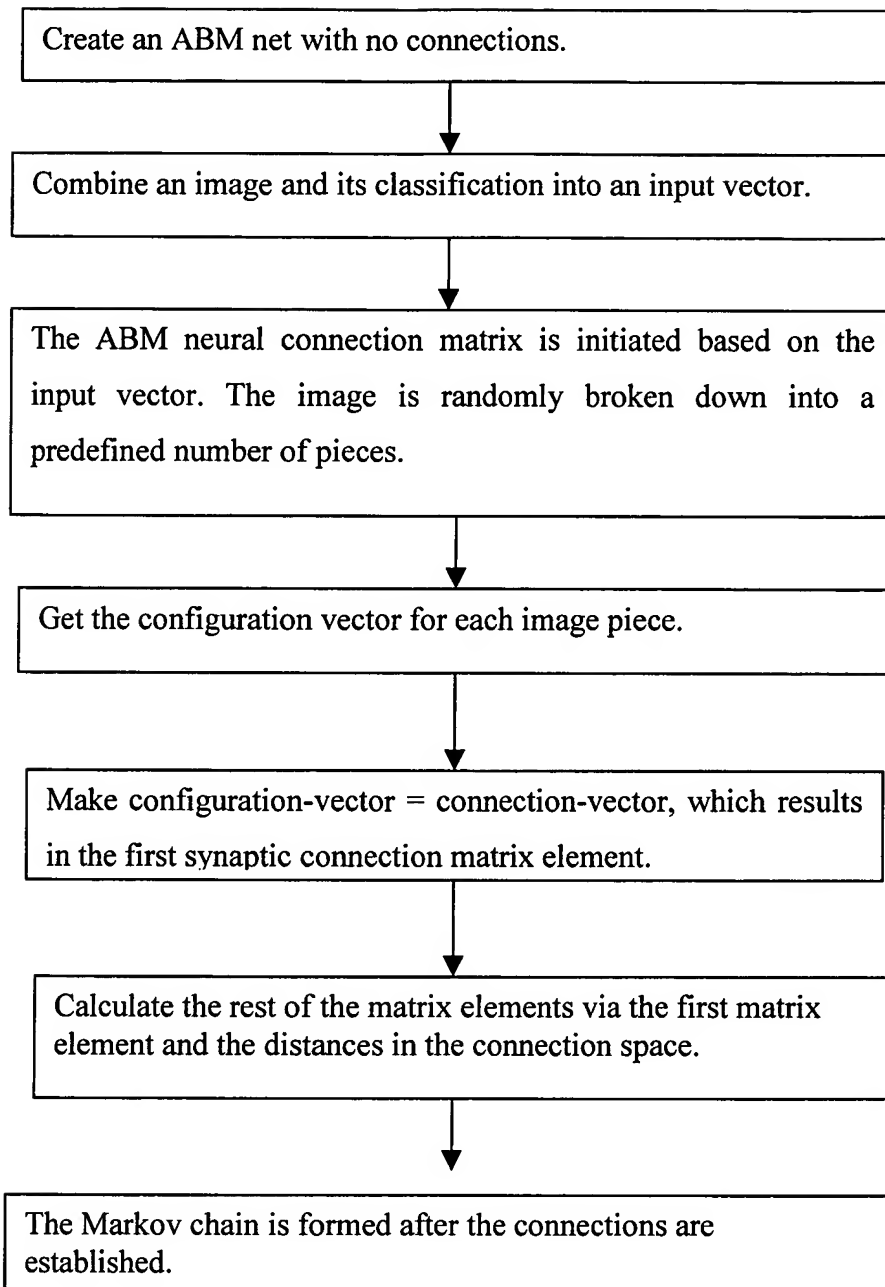 Create an ABM net with no connections.
Combine an image and its classification into an input vector.
The ABM neural connection matrix is initiated based on the
input vector. The image is randomly broken down into a
predefined number of pieces.
Get the configuration vector for each image piece.
Make configuration-vector = connection-vector, which results
in the first synaptic connection matrix element.
Calculate the rest of the matrix elements via the first matrix
element and the distances in the connection space.
The Markov chain is formed after the connections are
established.